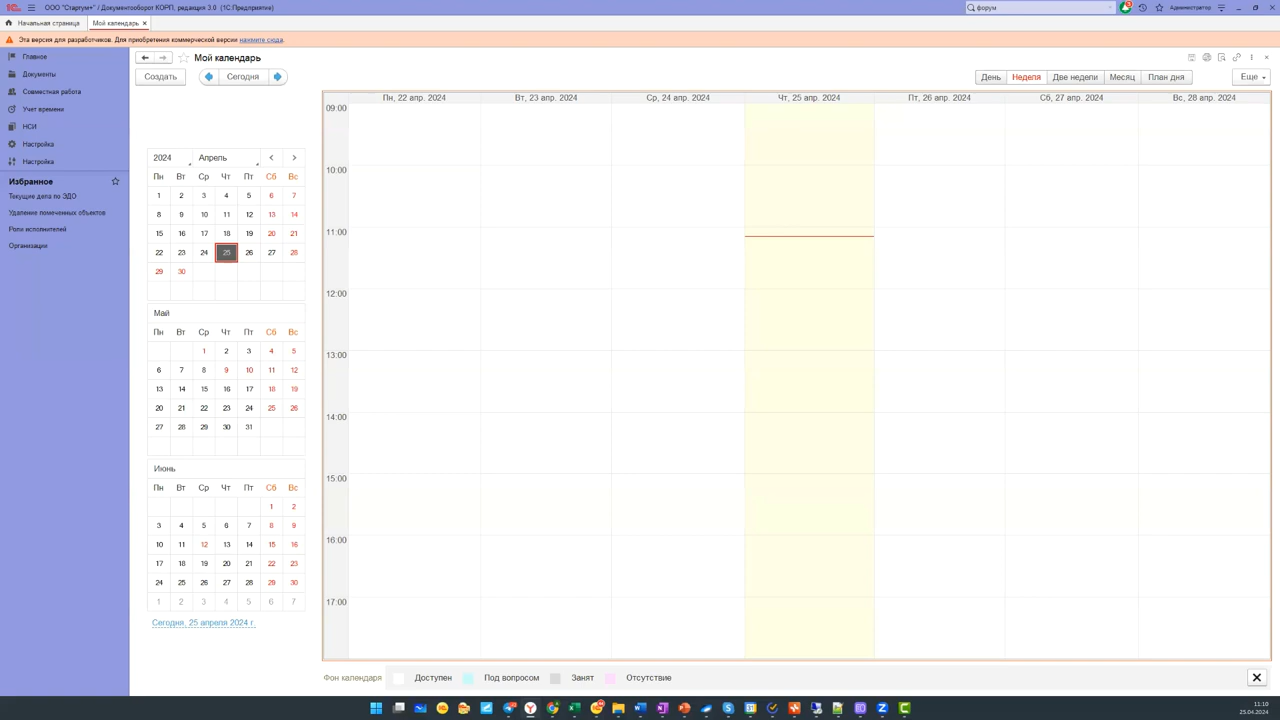 ООО "Стартум+" / Документооборот КОРП, редакция 3.0 (1С:Предприятие)
форум
Администратор
Начальная страница
Мой календарь ×
Эта версия для разработчиков. Для приобретения коммерческой версии нажмите сюда.
Главное
Документы
Совместная работа
Учет времени
НСИ
Настройка
Настройка
Избранное
Текущие дела по ЭДО
Удаление помеченных объектов
Роли исполнителей
Организации
Мой календарь
Создать
Сегодня
День Неделя Две недели Месяц План дня
Еще
2024 Апрель
Пн Вт Ср Чт Пт Сб Вс
1 2 3 4 5 6 7
8 9 10 11 12 13 14
15 16 17 18 19 20 21
22 23 24 25 26 27 28
29 30
Май
Пн Вт Ср Чт Пт Сб Вс
1 2 3 4 5
6 7 8 9 10 11 12
13 14 15 16 17 18 19
20 21 22 23 24 25 26
27 28 29 30 31
Июнь
Пн Вт Ср Чт Пт Сб Вс
1 2
3 4 5 6 7 8 9
10 11 12 13 14 15 16
17 18 19 20 21 22 23
24 25 26 27 28 29 30
1 2 3 4 5 6 7
Сегодня, 25 апреля 2024 г.
Пн, 22 апр. 2024 Вт, 23 апр. 2024 Ср, 24 апр. 2024 Чт, 25 апр. 2024 Пт, 26 апр. 2024 Сб, 27 апр. 2024 Вс, 28 апр. 2024
09:00
10:00
11:00
12:00
13:00
14:00
15:00
16:00
17:00
Фон календаря Доступен Под вопросом Занят Отсутствие
11:10
25.04.2024